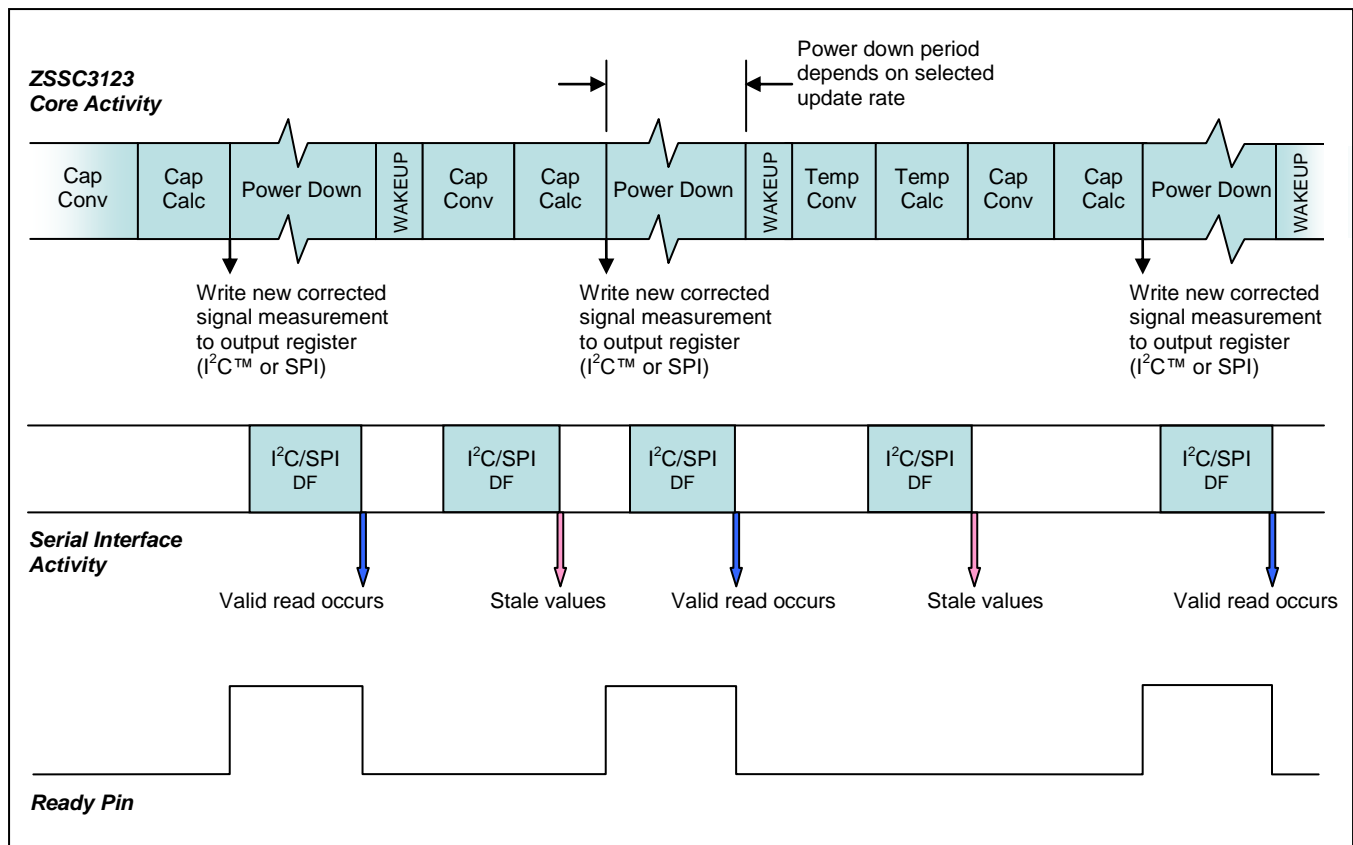 ZSSC3123
Core Activity
Power down period
depends on selected
update rate
Cap
Conv
Cap
Calc
Power Down
WAKEUP
Cap
Conv
Cap
Calc
Power Down
WAKEUP
Temp
Conv
Temp
Calc
Cap
Conv
Cap
Calc
Power Down
WAKEUP
Write new corrected
signal measurement
to output register
(I²C™ or SPI)
Write new corrected
signal measurement
to output register
(I²C™ or SPI)
Write new corrected
signal measurement
to output register
(I²C™ or SPI)
I²C/SPI
DF
I²C/SPI
DF
I²C/SPI
DF
I²C/SPI
DF
I²C/SPI
DF
Serial Interface
Activity
Valid read occurs
Stale values
Valid read occurs
Stale values
Valid read occurs
Ready Pin